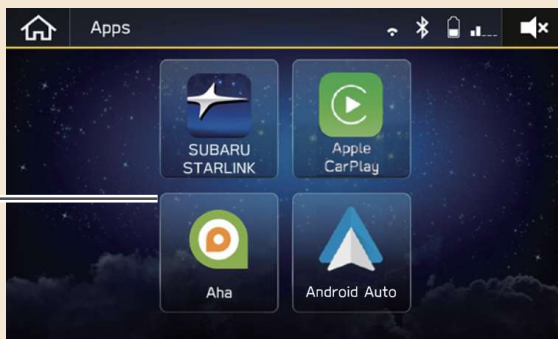 Apps
SUBARU
STARLINK
Apple
CarPlay
Aha
Android Auto